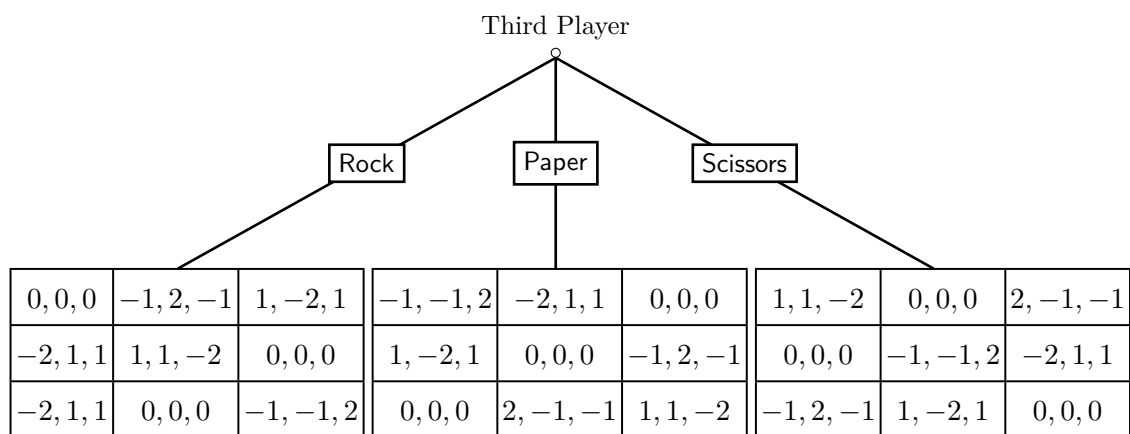 Third Player
Rock Paper Scissors
0, 0, 0 −1, 2, −1 1, −2, 1 −1, −1, 2 −2, 1, 1 0, 0, 0 1, 1, −2 0, 0, 0 2, −1, −1
−2, 1, 1 1, 1, −2 0, 0, 0 1, −2, 1 0, 0, 0 −1, 2, −1 0, 0, 0 −1, −1, 2 −2, 1, 1
−2, 1, 1 0, 0, 0 −1, −1, 2 0, 0, 0 2, −1, −1 1, 1, −2 −1, 2, −1 1, −2, 1 0, 0, 0